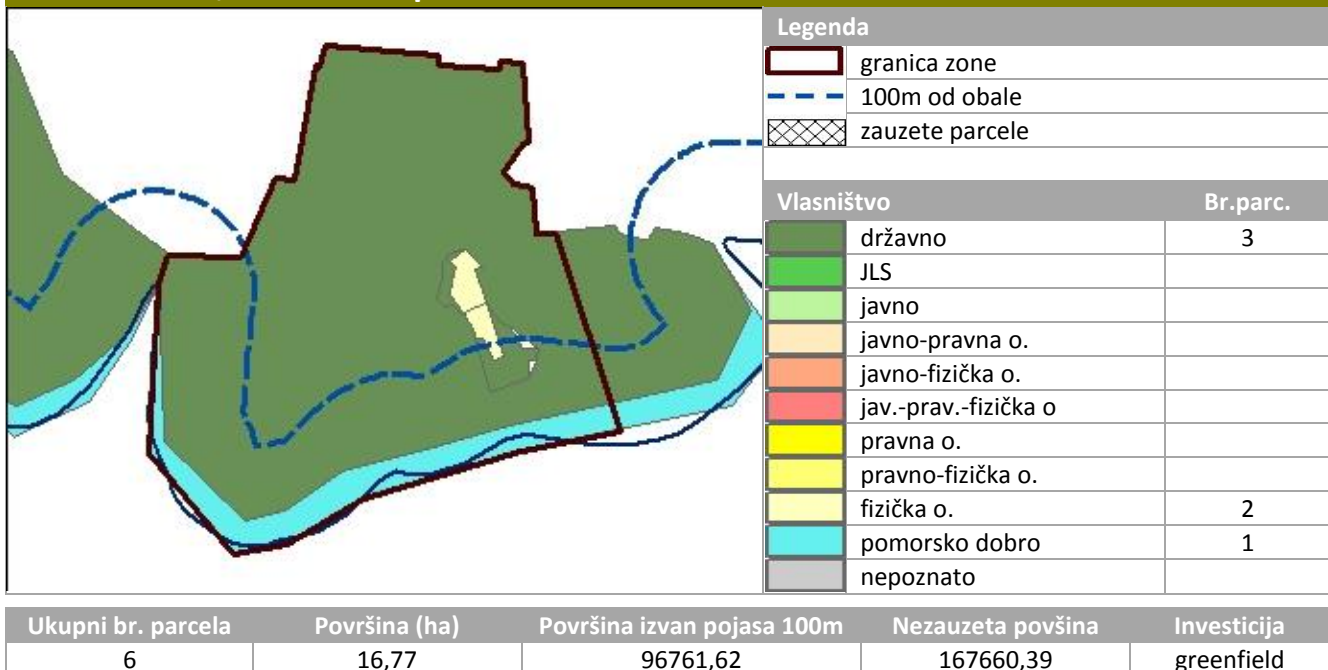 Legenda
granica zone
100m od obale
zauzete parcele
Vlasništvo Br.parc.
državno 3
JLS
javno
javno-pravna o.
javno-fizička o.
jav.-prav.-fizička o
pravna o.
pravno-fizička o.
fizička o. 2
pomorsko dobro 1
nepoznato
Ukupni br. parcela Površina (ha) Površina izvan pojasa 100m Nezauzeta povšina Investicija
6 16,77 96761,62 167660,39 greenfield